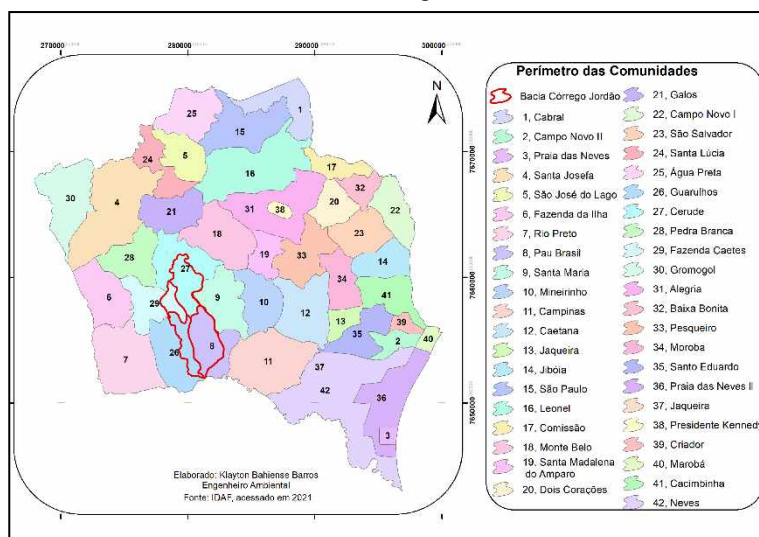 270000 280000 290000 300000
7670000
7660000
7650000
N
1
25
15
24
5
16
17
32
30
4
20
22
21
31
38
18
23
19
33
28
27
14
34
6
29
9
10
12
41
13
39
35
2
40
26
8
7
11
37
42
36
3
Elaborado: Klayton Bahiense Barros
Engenheiro Ambiental
Fonte: IDAF, acessado em 2021
Perímetro das Comunidades
Bacia Córrego Jordão
1, Cabral
2, Campo Novo II
3, Praia das Neves
4, Santa Josefa
5, São José do Lago
6, Fazenda da Ilha
7, Rio Preto
8, Pau Brasil
9, Santa Maria
10, Mineirinho
11, Campinas
12, Caetana
13, Jaqueira
14, Jibóia
15, São Paulo
16, Leonel
17, Comissão
18, Monte Belo
19, Santa Madalena
do Amparo
20, Dois Corações
21, Galos
22, Campo Novo I
23, São Salvador
24, Santa Lúcia
25, Água Preta
26, Guarulhos
27, Cerude
28, Pedra Branca
29, Fazenda Caetes
30, Gromogol
31, Alegria
32, Baixa Bonita
33, Pesqueiro
34, Moroba
35, Santo Eduardo
36, Praia das Neves II
37, Jaqueira
38, Presidente Kennedy
39, Criador
40, Marobá
41, Cacimbinha
42, Neves